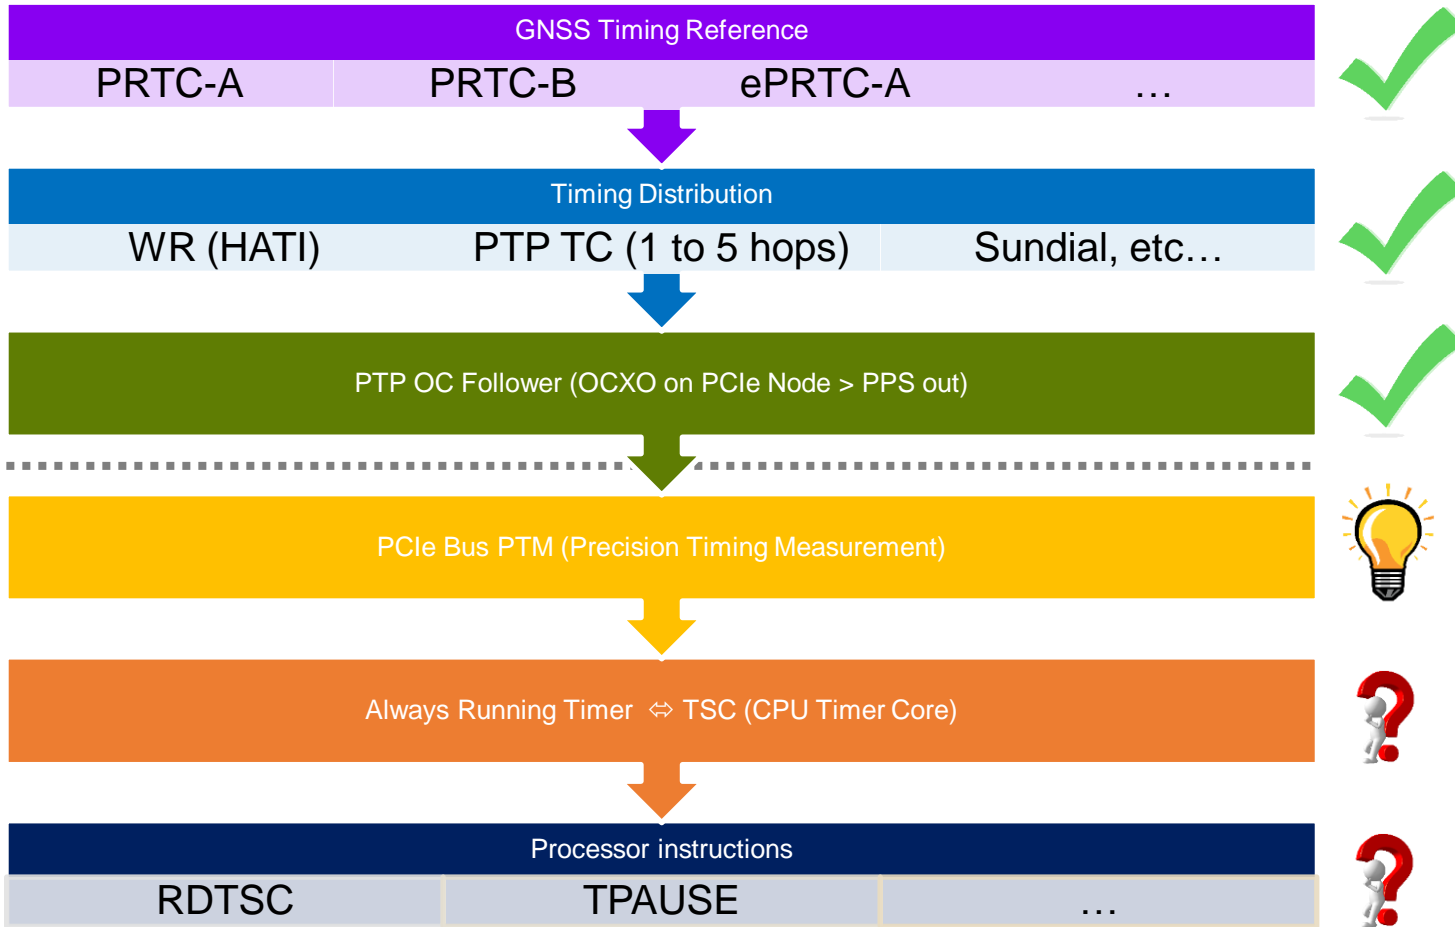 GNSS Timing Reference
PRTC-A PRTC-B ePRTC-A …
Timing Distribution
WR (HATI) PTP TC (1 to 5 hops) Sundial, etc…
PTP OC Follower (OCXO on PCIe Node > PPS out)
PCIe Bus PTM (Precision Timing Measurement)
Always Running Timer ⬄ TSC (CPU Timer Core)
Processor instructions
RDTSC TPAUSE …